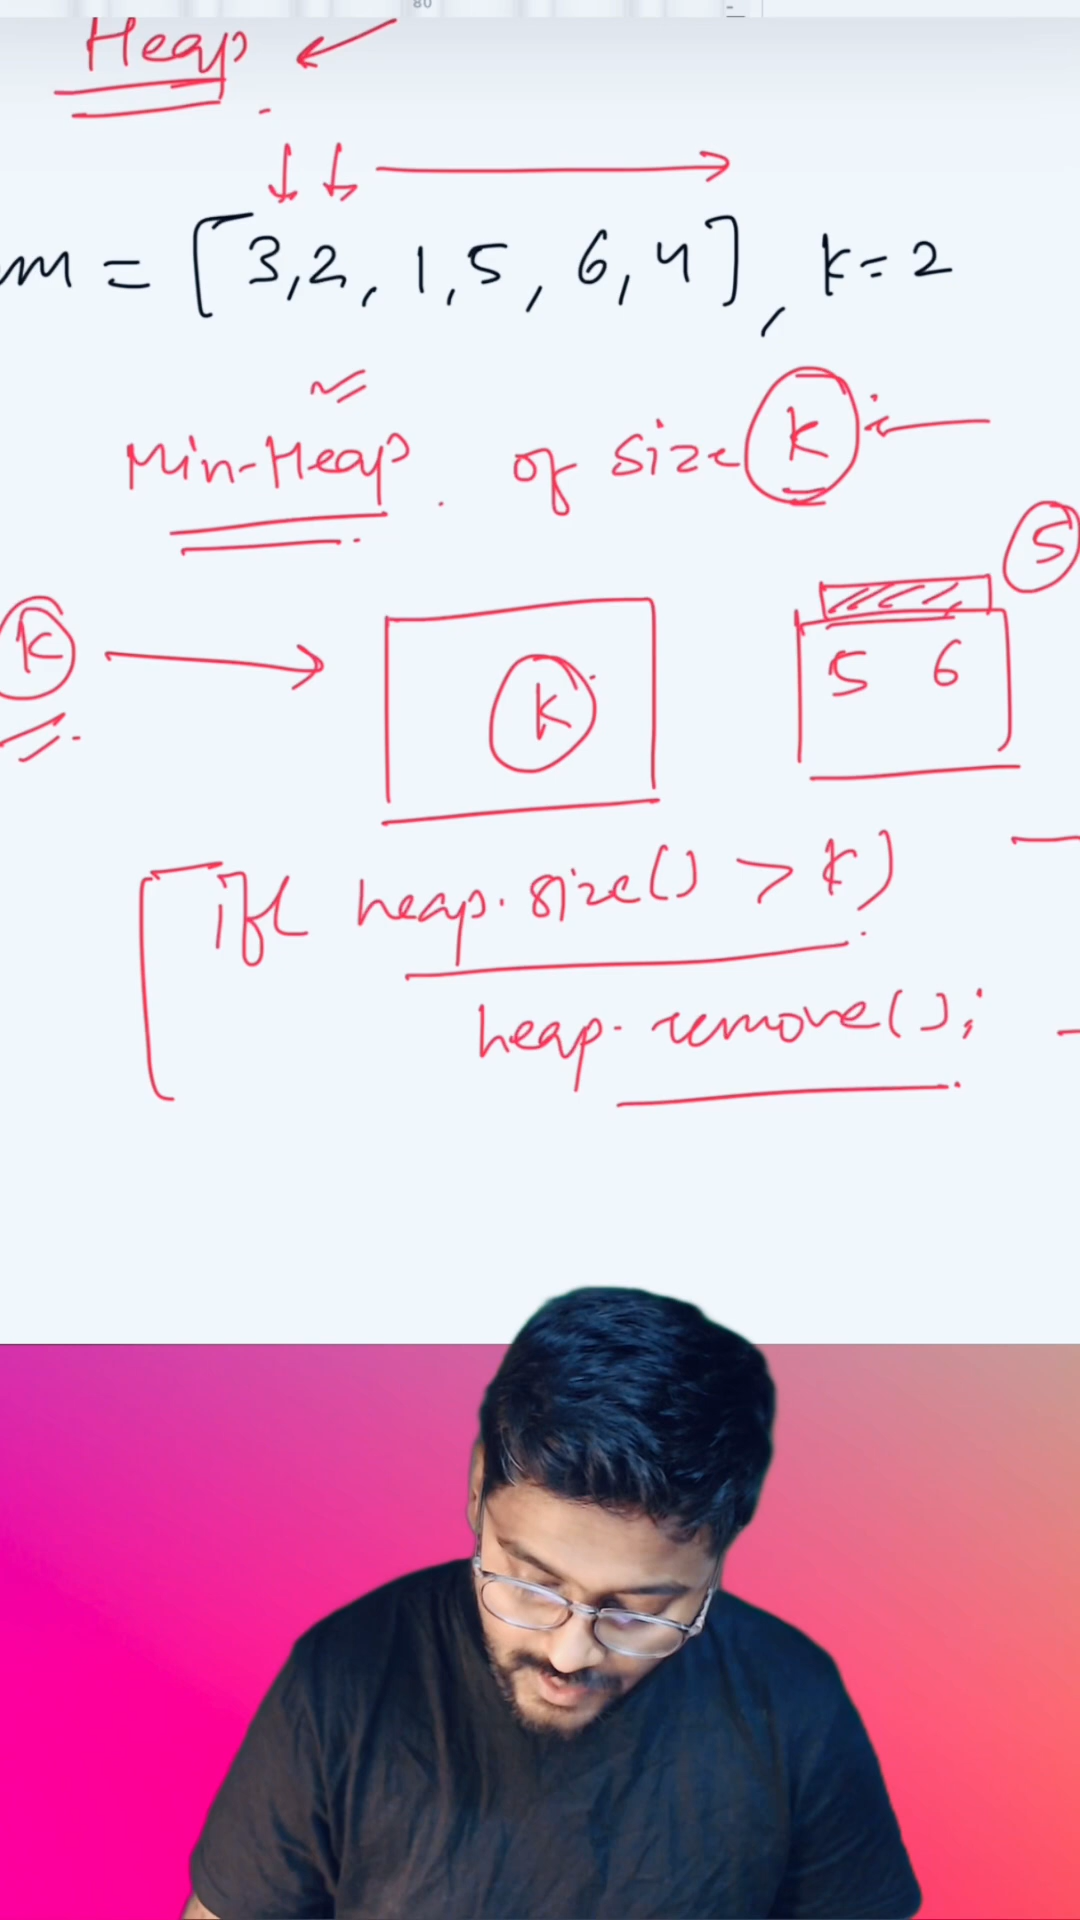 80
Heap
m = [3,2, 1,5, 6,4], k=2
Min-Heap of size k
5
k
k
5 6
if heap.size() > k)
heap.remove();